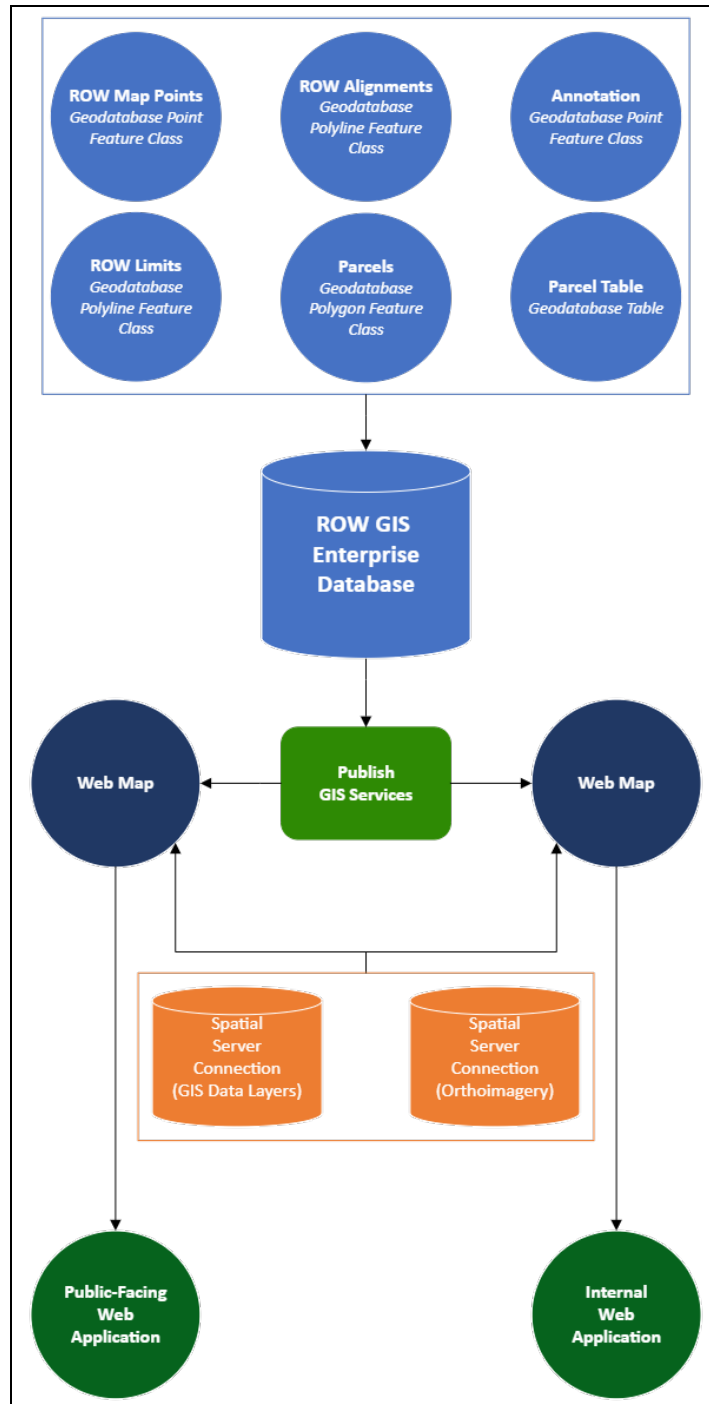 ROW Map Points
Geodatabase Point
Feature Class
ROW Alignments
Geodatabase
Polyline Feature
Class
Annotation
Geodatabase Point
Feature Class
ROW Limits
Geodatabase
Polyline Feature
Class
Parcels
Geodatabase
Polygon Feature
Class
Parcel Table
Geodatabase Table
ROW GIS
Enterprise
Database
Web Map
Publish
GIS Services
Web Map
Spatial
Server
Connection
(GIS Data Layers)
Spatial
Server
Connection
(Orthoimagery)
Public-Facing
Web
Application
Internal
Web
Application